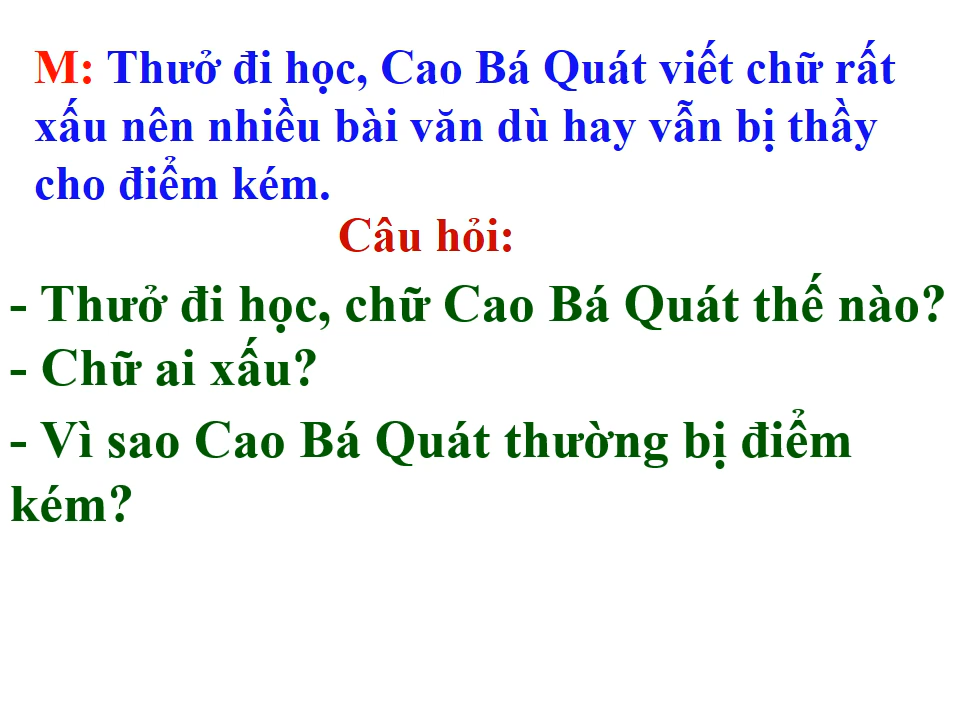 M: Thưở đi học, Cao Bá Quát viết chữ rất
xấu nên nhiều bài văn dù hay vẫn bị thầy
cho điểm kém.
Câu hỏi:
- Thưở đi học, chữ Cao Bá Quát thế nào?
- Chữ ai xấu?
- Vì sao Cao Bá Quát thường bị điểm
kém?